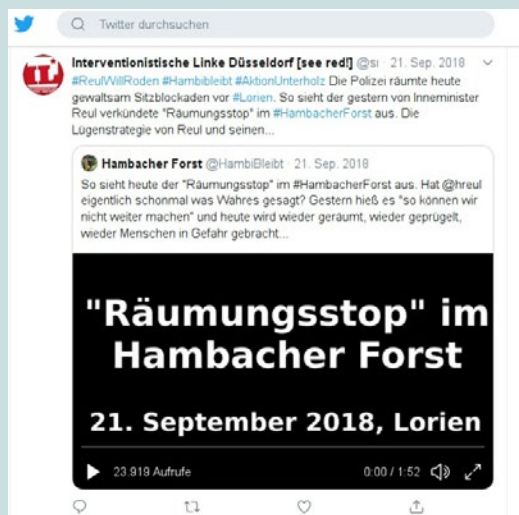 Twitter durchsuchen
Interventionistische Linke Düsseldorf [see red!] @si · 21. Sep. 2018
#ReulWillRoden #Hambibleibt #AktionUnterholz Die Polizei räumte heute
gewaltsam Sitzblockaden vor #Lorien. So sieht der gestern von Inneminister
Reul verkündete "Räumungsstop" im #HambacherForst aus. Die
Lügenstrategie von Reul und seinen...
Hambacher Forst @HambiBleibt · 21. Sep. 2018
So sieht heute der "Räumungsstop" im #HambacherForst aus. Hat @hreul
eigentlich schonmal was Wahres gesagt? Gestern hieß es "so können wir
nicht weiter machen" und heute wird wieder geräumt, wieder geprügelt,
wieder Menschen in Gefahr gebracht...
"Räumungsstop" im
Hambacher Forst
21. September 2018, Lorien
23.919 Aufrufe
0:00 / 1:52